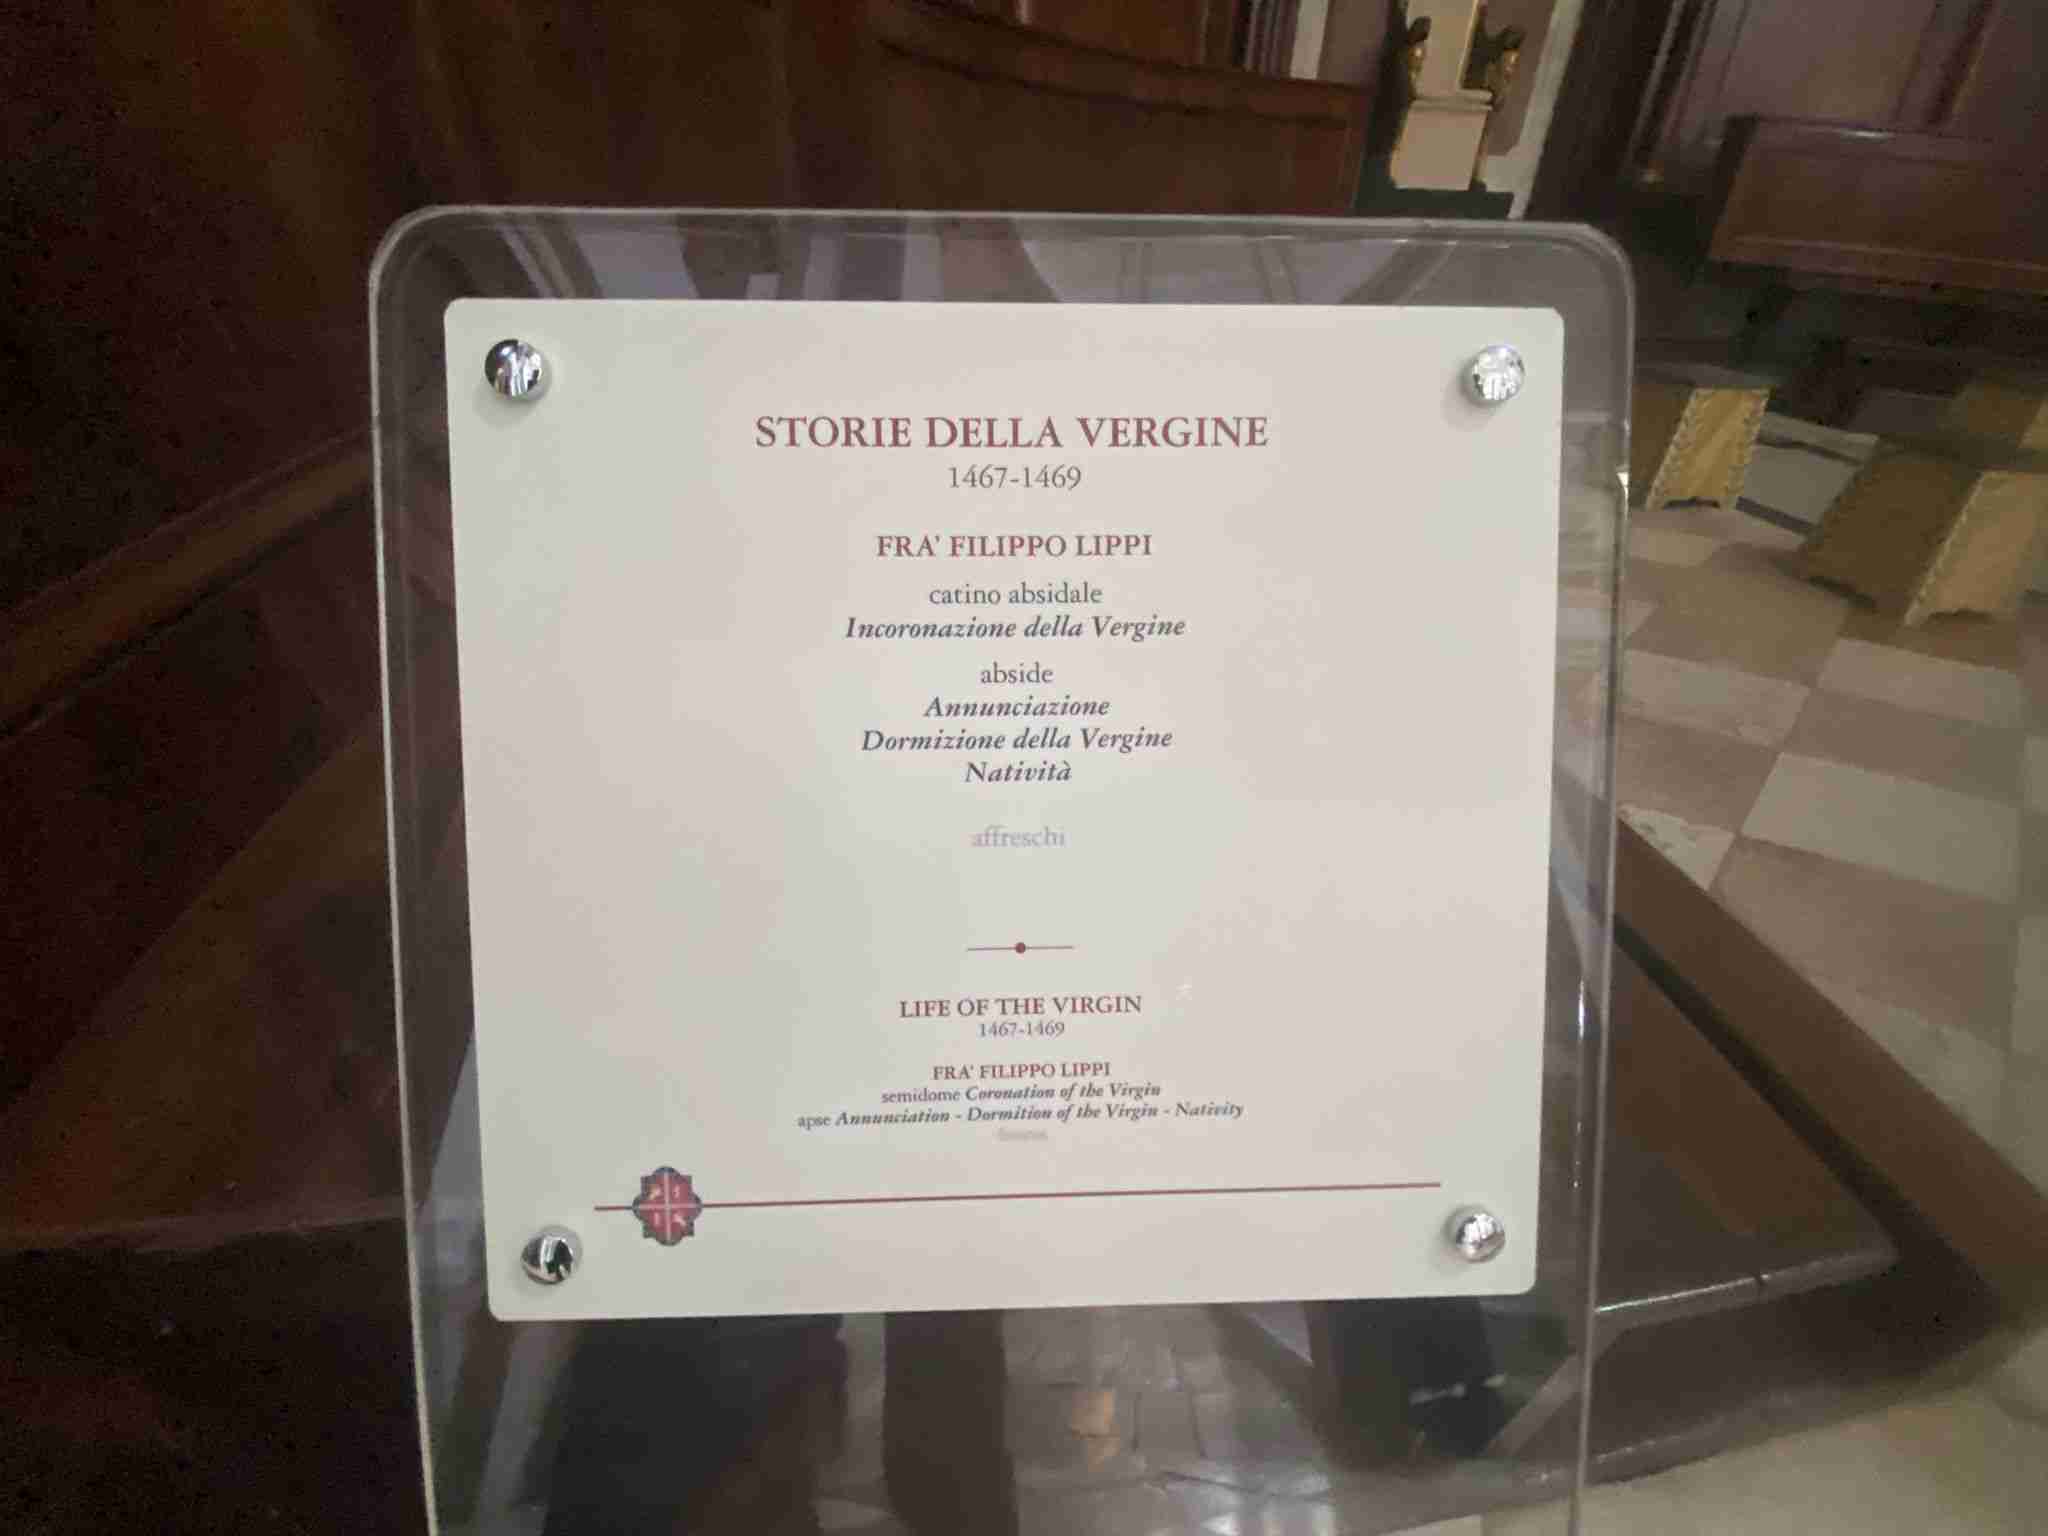 STORIE DELLA VERGINE
1467-1469
FRA' FILIPPO LIPPI
catino absidale
Incoronazione della Vergine
abside
Annunciazione
Dormizione della Vergine
Natività
affreschi
LIFE OF THE VIRGIN
1467-1469
FRA' FILIPPO LIPPI
semidome Coronation of the Virgin
apse Annunciation - Dormition of the Virgin - Nativity